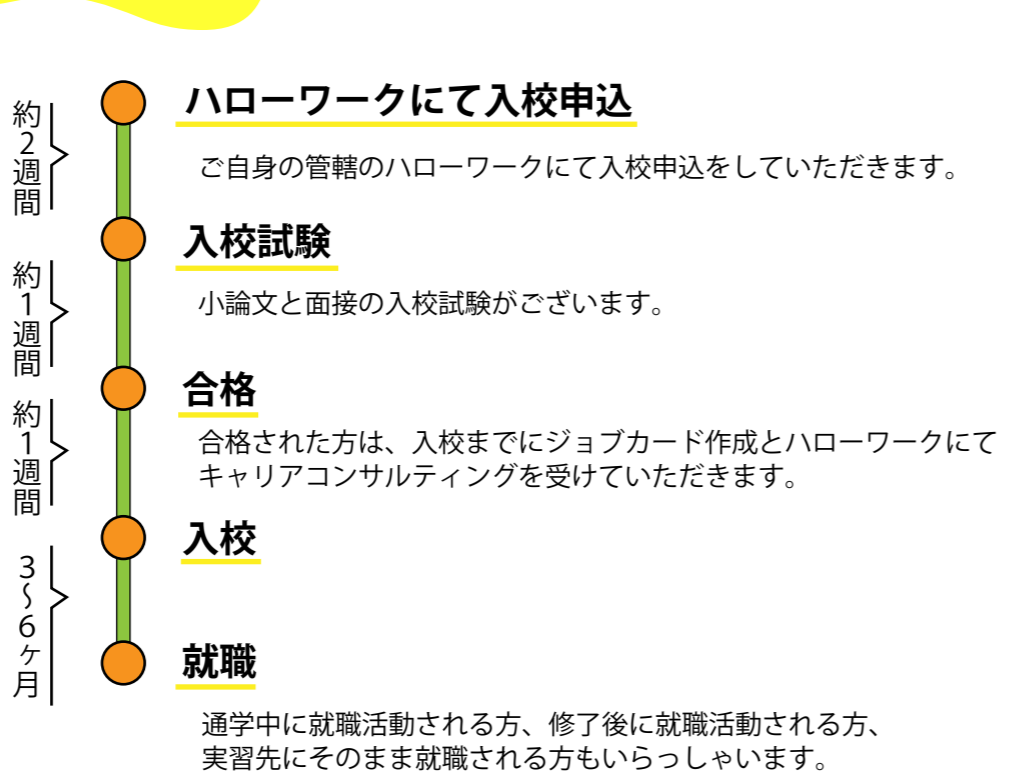 ハローワークにて入校申込
ご自身の管轄のハローワークにて入校申込をしていただきます。
約2週間
入校試験
小論文と面接の入校試験がございます。
約1週間
合格
合格された方は、入校までにジョブカード作成とハローワークにて
キャリアコンサルティングを受けていただきます。
約1週間
入校
3〜6ヶ月
就職
通学中に就職活動される方、修了後に就職活動される方、
実習先にそのまま就職される方もいらっしゃいます。